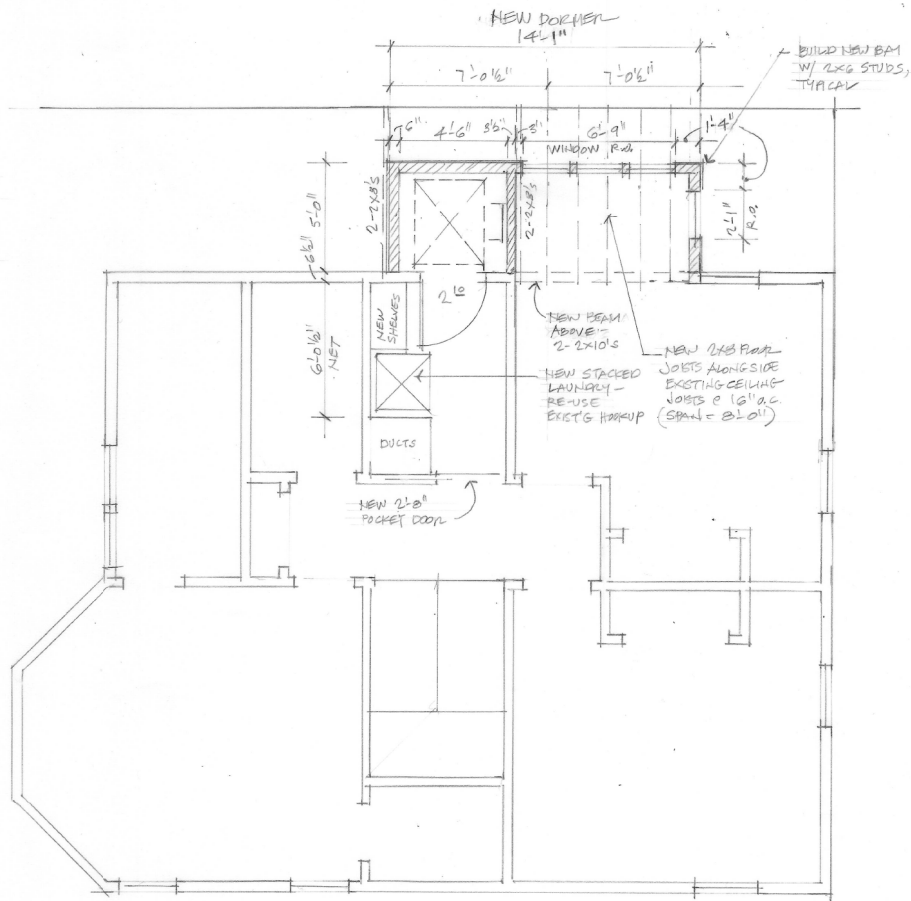 NEW DORMER
14'-1"
7'-0½" 7'-0½"
BUILD NEW BAY
W/ 2X6 STUDS,
TYPICAL
6" 4'-6" 3½" 3" 6'-9" 1'-4"
WINDOW R.O.
2-2X8'S
2-2X8'S
5'-0"
6½"
2'-1"
R.O.
6'-0½"
NET
NEW
SHELVES
2¹⁰
NEW BEAM
ABOVE-
2-2X10'S
NEW 2X8 FLOOR
JOISTS ALONGSIDE
EXISTING CEILING
JOISTS @ 16" O.C.
(SPAN = 8'-0")
NEW STACKED
LAUNDRY-
RE-USE
EXIST'G HOOKUP
DUCTS
NEW 2'-8"
POCKET DOOR